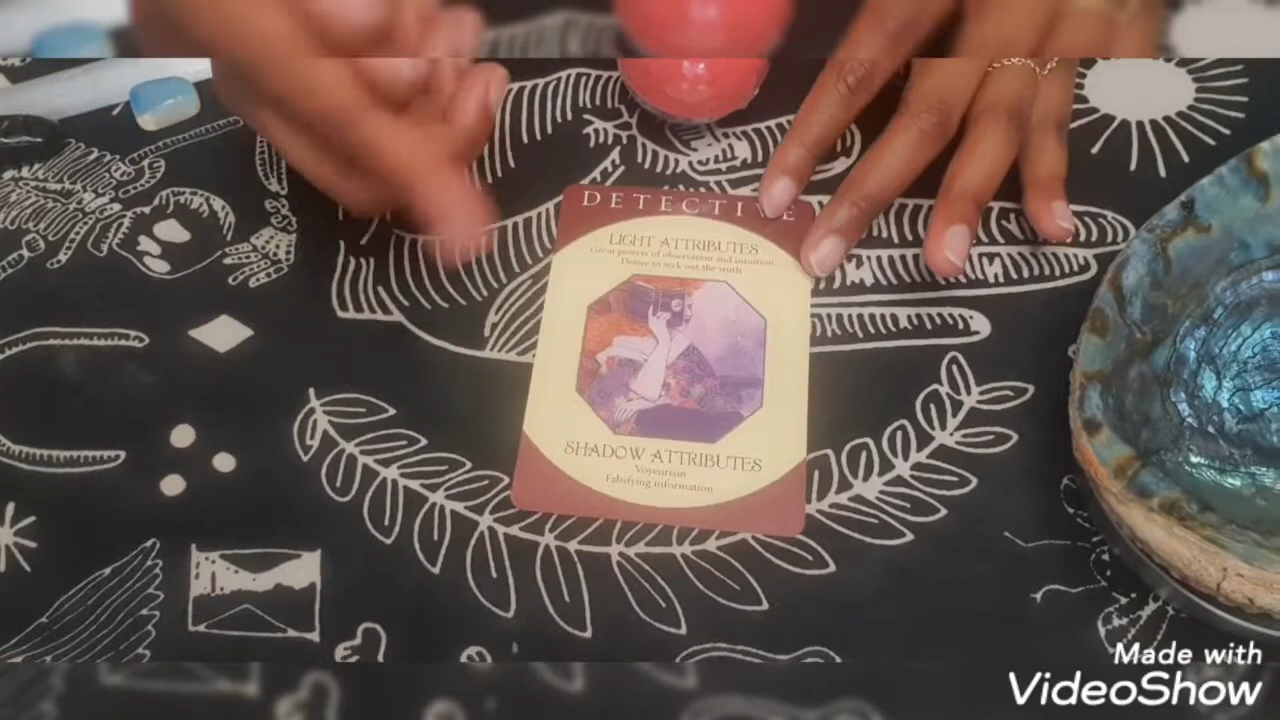 DETECTIVE
LIGHT ATTRIBUTES
Great powers of observation and intuition
Desire to seek out the truth
SHADOW ATTRIBUTES
Voyeurism
Falsifying information
Made with
VideoShow